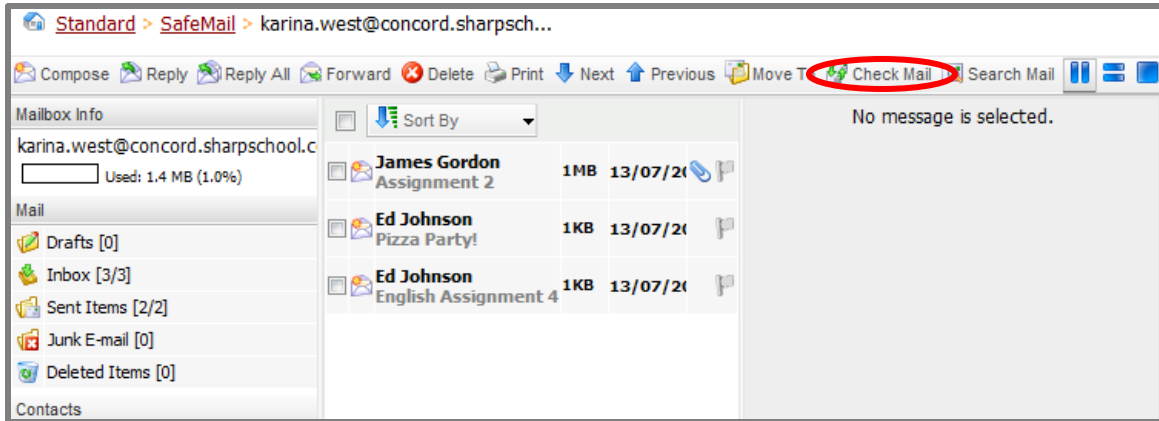 Standard > SafeMail > karina.west@concord.sharpsch...
Compose Reply Reply All Forward Delete Print Next Previous Move T Check Mail Search Mail
Mailbox Info
karina.west@concord.sharpschool.c
Used: 1.4 MB (1.0%)
Mail
Drafts [0]
Inbox [3/3]
Sent Items [2/2]
Junk E-mail [0]
Deleted Items [0]
Contacts
Sort By
James Gordon 1MB 13/07/20
Assignment 2
Ed Johnson 1KB 13/07/20
Pizza Party!
Ed Johnson 1KB 13/07/20
English Assignment 4
No message is selected.